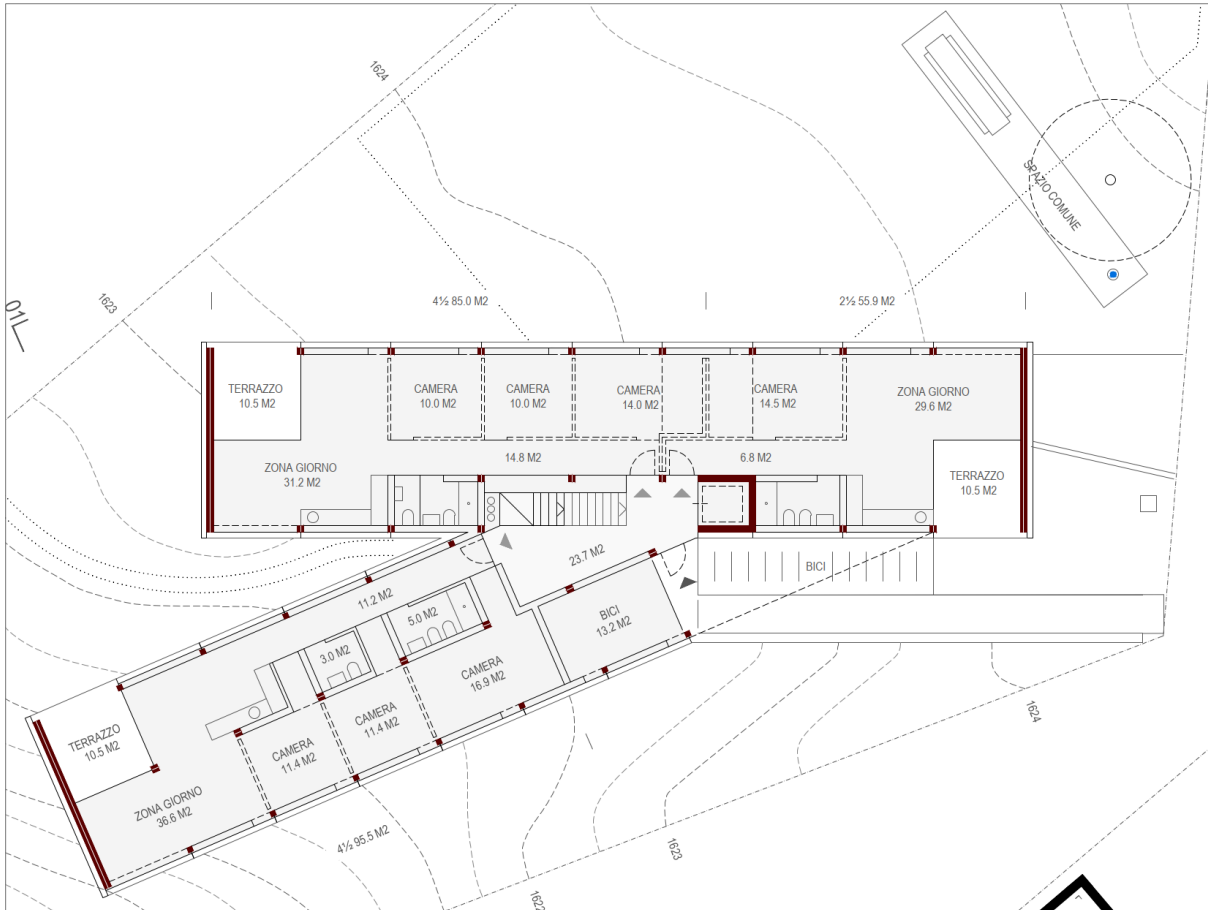 1624
SPAZIO COMUNE
1623
01
4½ 85.0 M2
2½ 55.9 M2
TERRAZZO
10.5 M2
CAMERA
10.0 M2
CAMERA
10.0 M2
CAMERA
14.0 M2
CAMERA
14.5 M2
ZONA GIORNO
29.6 M2
ZONA GIORNO
31.2 M2
14.8 M2
6.8 M2
TERRAZZO
10.5 M2
23.7 M2
BICI
11.2 M2
5.0 M2
BICI
13.2 M2
3.0 M2
CAMERA
16.9 M2
CAMERA
11.4 M2
CAMERA
11.4 M2
TERRAZZO
10.5 M2
ZONA GIORNO
36.6 M2
4½ 95.5 M2
1624
1623
1622